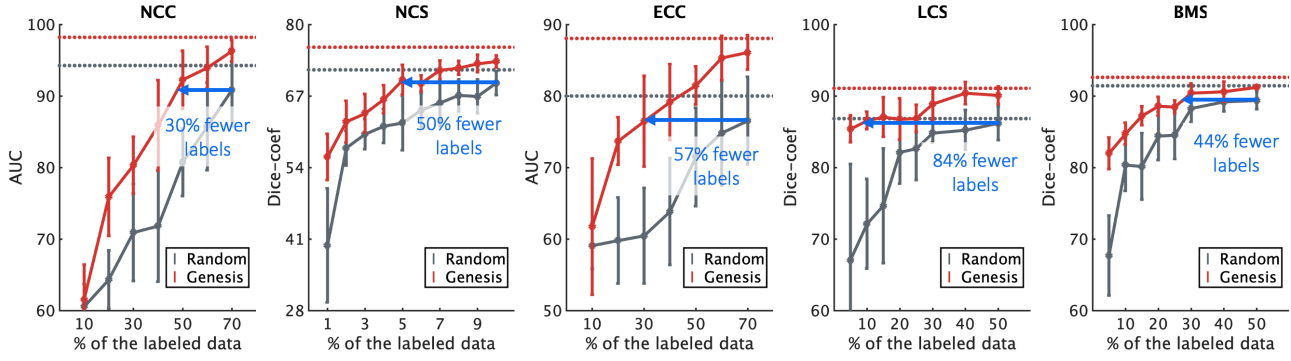 NCC
100
90
80
70
60
AUC
10
30
50
70
% of the labeled data
30% fewer
labels
Random
Genesis
NCS
80
67
54
41
28
Dice-coef
1
3
5
7
9
% of the labeled data
50% fewer
labels
Random
Genesis
ECC
90
80
70
60
50
AUC
10
20
30
40
50
60
70
% of the labeled data
57% fewer
labels
Random
Genesis
LCS
100
90
80
70
60
Dice-coef
10
20
30
40
50
% of the labeled data
84% fewer
labels
Random
Genesis
BMS
100
90
80
70
60
Dice-coef
10
20
30
40
50
% of the labeled data
44% fewer
labels
Random
Genesis